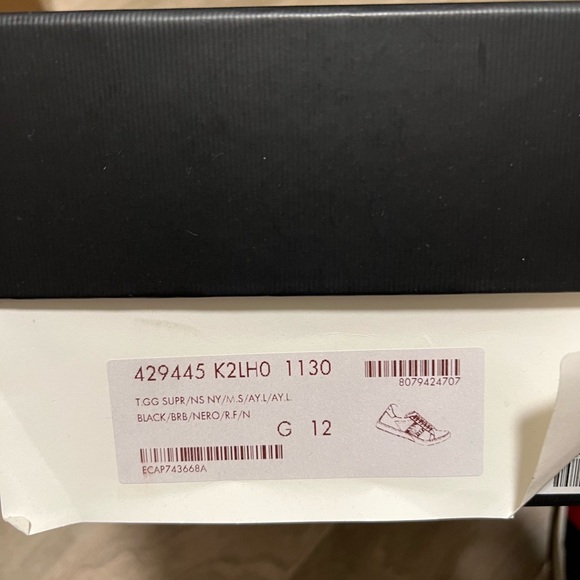 429445 K2LH0 1130
8079424707
T.GG SUPR/NS NY/M.S/AY.L/AY.L
BLACK/BRB/NERO/R.F/N
G 12
ECAP743668A